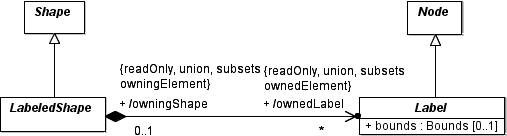 Shape
Node
{readOnly, union, subsets
owningElement}
{readOnly, union, subsets
ownedElement}
LabeledShape
+ /owningShape
+ /ownedLabel
Label
+ bounds : Bounds [0..1]
0..1
*